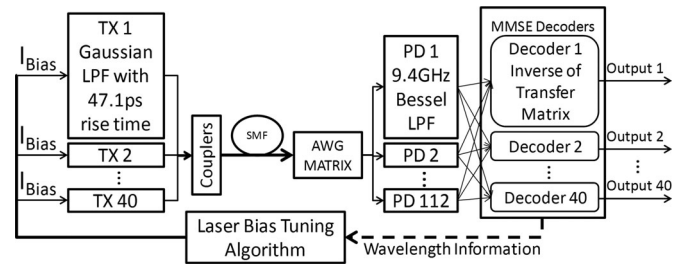 I Bias
TX 1
Gaussian
LPF with
47.1ps
rise time
I Bias
TX 2
⋮
I Bias
TX 40
Couplers
SMF
AWG
MATRIX
PD 1
9.4GHz
Bessel
LPF
PD 2
⋮
PD 112
MMSE Decoders
Decoder 1
Inverse of
Transfer
Matrix
Decoder 2
⋮
Decoder 40
Output 1
Output 2
⋮
Output 40
Laser Bias Tuning
Algorithm
Wavelength Information